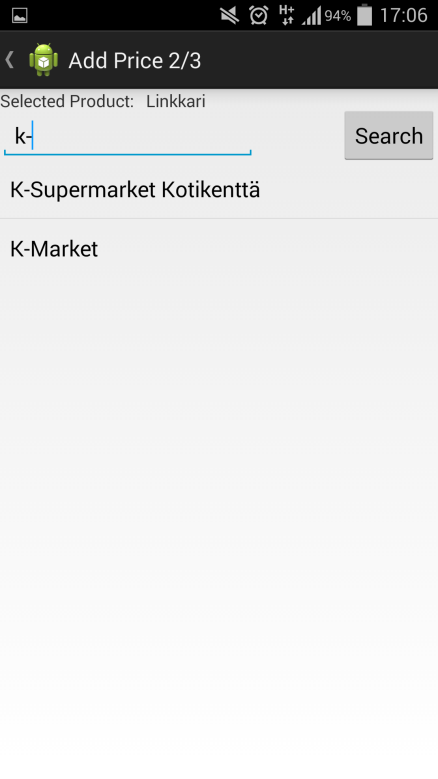 H+ 94% 17:06
Add Price 2/3
Selected Product: Linkkari
k- Search
K-Supermarket Kotikenttä
K-Market